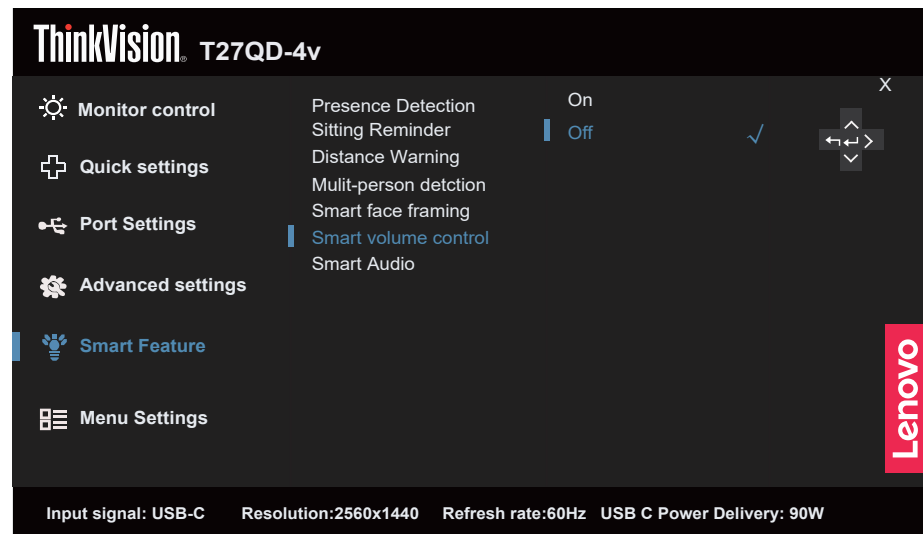 ThinkVision® T27QD-4v
X
Monitor control
Quick settings
Port Settings
Advanced settings
Smart Feature
Menu Settings
Presence Detection
Sitting Reminder
Distance Warning
Mulit-person detction
Smart face framing
Smart volume control
Smart Audio
On
Off √
Lenovo
Input signal: USB-C Resolution:2560x1440 Refresh rate:60Hz USB C Power Delivery: 90W